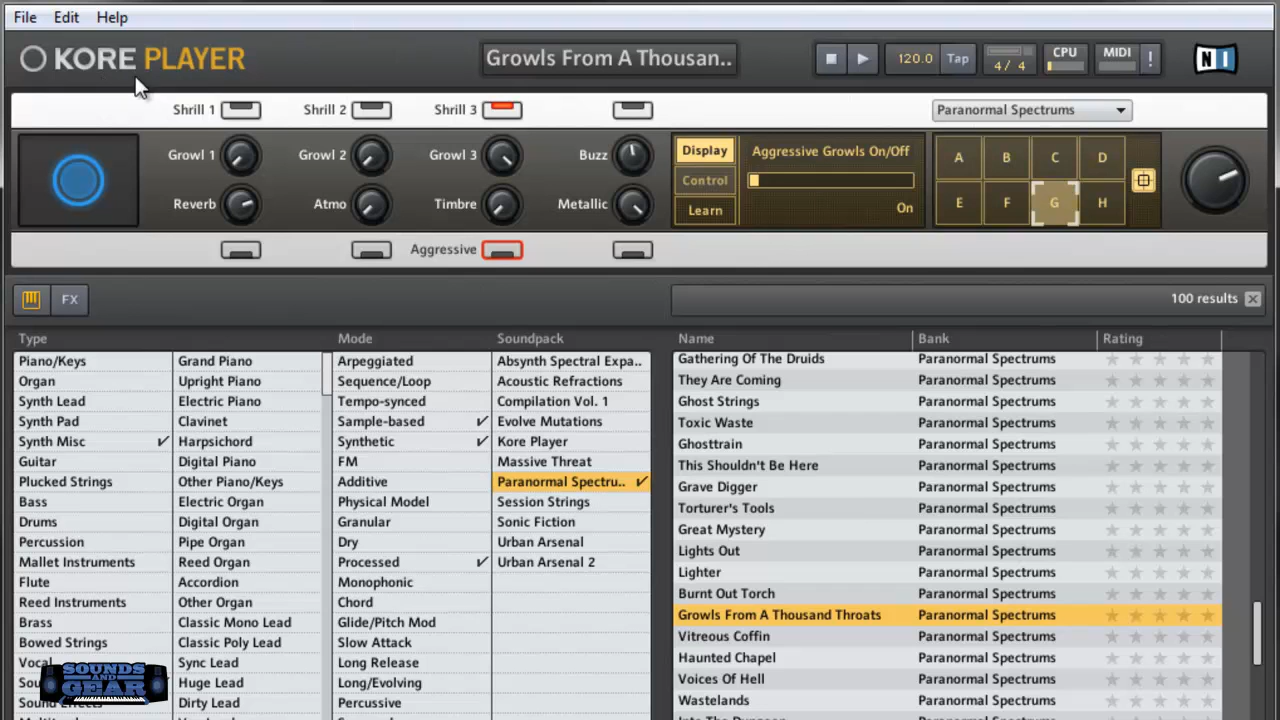 File Edit Help
KORE PLAYER
Growls From A Thousan..
120.0 Tap
4 / 4
CPU
MIDI !
NI
Shrill 1 Shrill 2 Shrill 3
Paranormal Spectrums
Growl 1 Growl 2 Growl 3 Buzz
Reverb Atmo Timbre Metallic
Aggressive
Display
Control
Learn
Aggressive Growls On/Off
On
A B C D
E F G H
FX
100 results
Type Mode Soundpack
Piano/Keys Grand Piano Arpeggiated Absynth Spectral Expa..
Organ Upright Piano Sequence/Loop Acoustic Refractions
Synth Lead Electric Piano Tempo-synced Compilation Vol. 1
Synth Pad Clavinet Sample-based Evolve Mutations
Synth Misc Harpsichord Synthetic Kore Player
Guitar Digital Piano FM Massive Threat
Plucked Strings Other Piano/Keys Additive Paranormal Spectru..
Bass Electric Organ Physical Model Session Strings
Drums Digital Organ Granular Sonic Fiction
Percussion Pipe Organ Dry Urban Arsenal
Mallet Instruments Reed Organ Processed Urban Arsenal 2
Flute Accordion Monophonic
Reed Instruments Other Organ Chord
Brass Classic Mono Lead Glide/Pitch Mod
Bowed Strings Classic Poly Lead Slow Attack
Vocal Sync Lead Long Release
Huge Lead Long/Evolving
Dirty Lead Percussive
SOUNDS
AND
GEAR
Name Bank Rating
Gathering Of The Druids Paranormal Spectrums
They Are Coming Paranormal Spectrums
Ghost Strings Paranormal Spectrums
Toxic Waste Paranormal Spectrums
Ghosttrain Paranormal Spectrums
This Shouldn't Be Here Paranormal Spectrums
Grave Digger Paranormal Spectrums
Torturer's Tools Paranormal Spectrums
Great Mystery Paranormal Spectrums
Lights Out Paranormal Spectrums
Lighter Paranormal Spectrums
Burnt Out Torch Paranormal Spectrums
Growls From A Thousand Throats Paranormal Spectrums
Vitreous Coffin Paranormal Spectrums
Haunted Chapel Paranormal Spectrums
Voices Of Hell Paranormal Spectrums
Wastelands Paranormal Spectrums